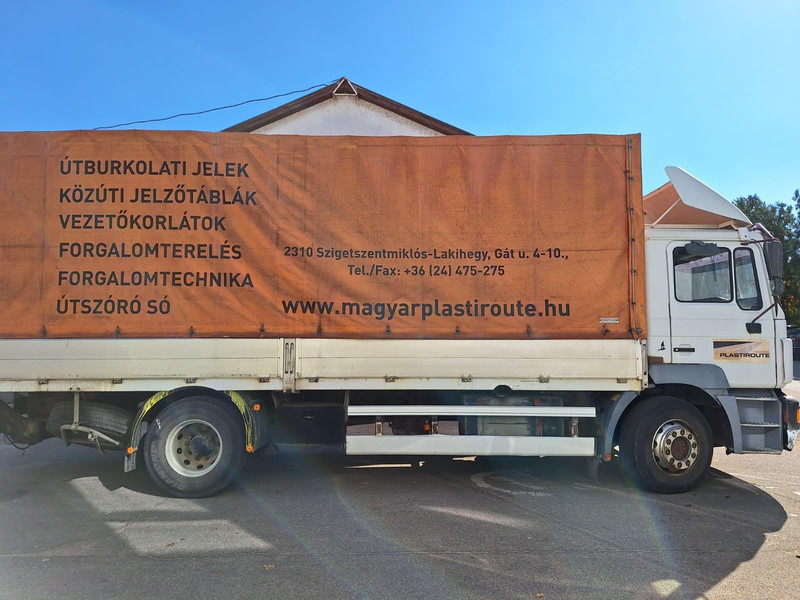 ÚTBURKOLATI JELEK
KÖZÚTI JELZŐTÁBLÁK
VEZETŐKORLÁTOK
FORGALOMTERELÉS
FORGALOMTECHNIKA
ÚTSZÓRÓ SÓ
2310 Szigetszentmiklós-Lakihegy, Gát u. 4-10.,
Tel./Fax: +36 (24) 475-275
www.magyarplastiroute.hu
PLASTIROUTE